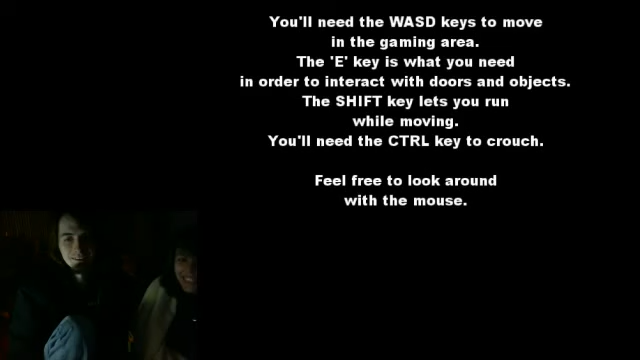 You'll need the WASD keys to move
in the gaming area.
The 'E' key is what you need
in order to interact with doors and objects.
The SHIFT key lets you run
while moving.
You'll need the CTRL key to crouch.
Feel free to look around
with the mouse.